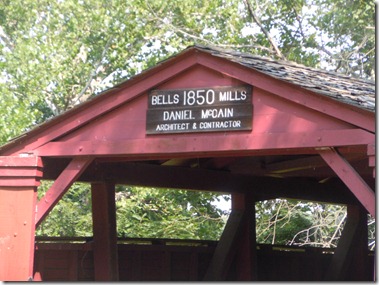 BELLS 1850 MILLS
DANIEL McCAIN
ARCHITECT & CONTRACTOR